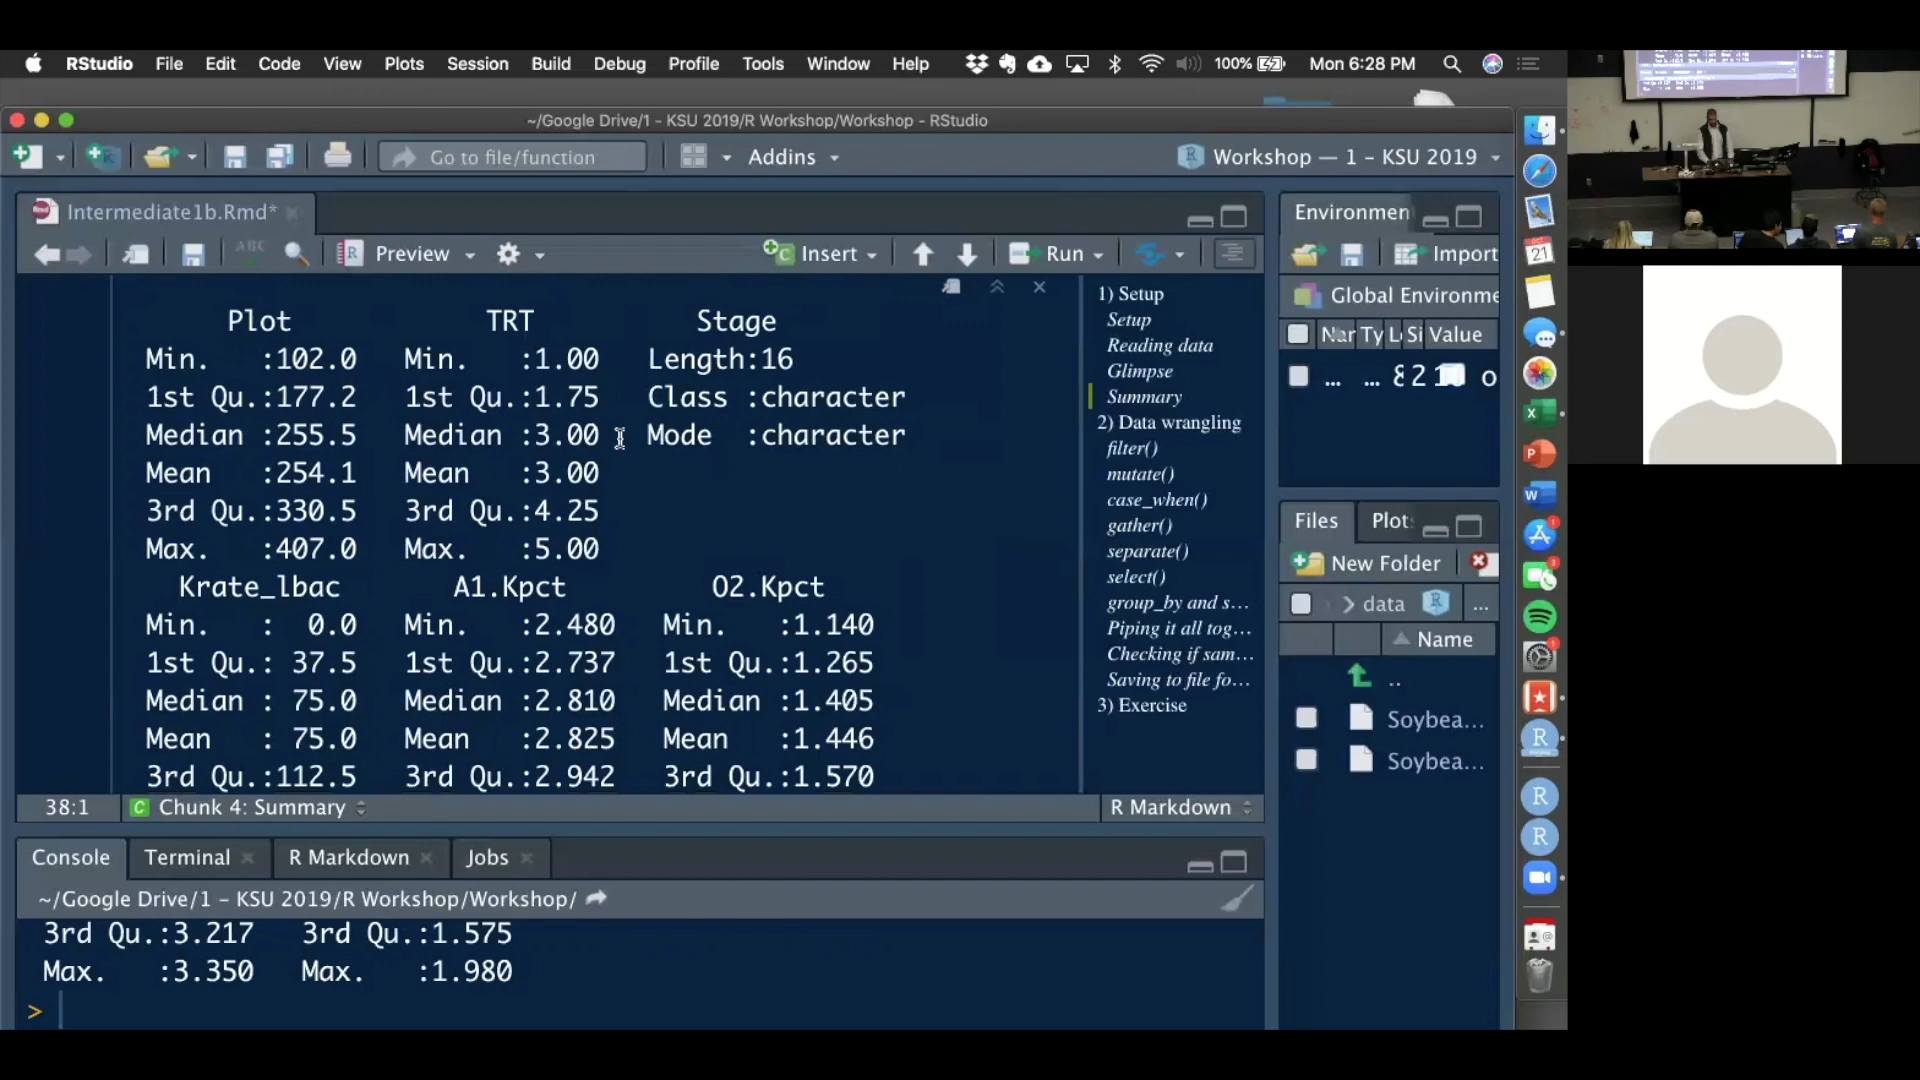 RStudio File Edit Code View Plots Session Build Debug Profile Tools Window Help 100% Mon 6:28 PM
~/Google Drive/1 - KSU 2019/R Workshop/Workshop - RStudio
Go to file/function Addins Workshop — 1 - KSU 2019
Intermediate1b.Rmd*
ABC Preview Insert Run
Plot TRT Stage
Min. :102.0 Min. :1.00 Length:16
1st Qu.:177.2 1st Qu.:1.75 Class :character
Median :255.5 Median :3.00 Mode :character
Mean :254.1 Mean :3.00
3rd Qu.:330.5 3rd Qu.:4.25
Max. :407.0 Max. :5.00
Krate_lbac A1.Kpct O2.Kpct
Min. : 0.0 Min. :2.480 Min. :1.140
1st Qu.: 37.5 1st Qu.:2.737 1st Qu.:1.265
Median : 75.0 Median :2.810 Median :1.405
Mean : 75.0 Mean :2.825 Mean :1.446
3rd Qu.:112.5 3rd Qu.:2.942 3rd Qu.:1.570
1) Setup
Setup
Reading data
Glimpse
Summary
2) Data wrangling
filter()
mutate()
case_when()
gather()
separate()
select()
group_by and s...
Piping it all tog...
Checking if sam...
Saving to file fo...
3) Exercise
38:1 Chunk 4: Summary R Markdown
Console Terminal R Markdown Jobs
~/Google Drive/1 - KSU 2019/R Workshop/Workshop/
3rd Qu.:3.217 3rd Qu.:1.575
Max. :3.350 Max. :1.980
>
Environmen
Import
Global Environme
Nar Ty L Si Value
... ...
Files Plot
New Folder
data ...
Name
..
Soybea...
Soybea...
OCT
21